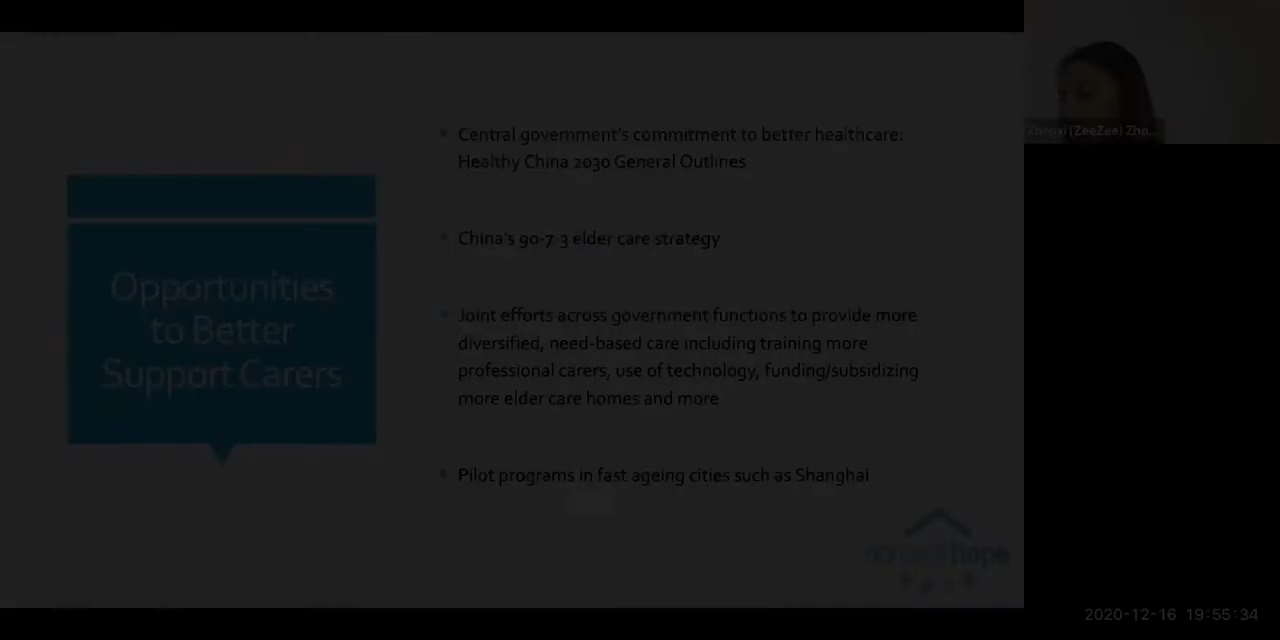 Opportunities
to Better
Support Carers
Central government's commitment to better healthcare:
Healthy China 2030 General Outlines
China's 90-7-3 elder care strategy
Joint efforts across government functions to provide more
diversified, need-based care including training more
professional carers, use of technology, funding/subsidizing
more elder care homes and more
Pilot programs in fast ageing cities such as Shanghai
hope
(ZeeZee) Zho...
2020-12-16 19:55:34